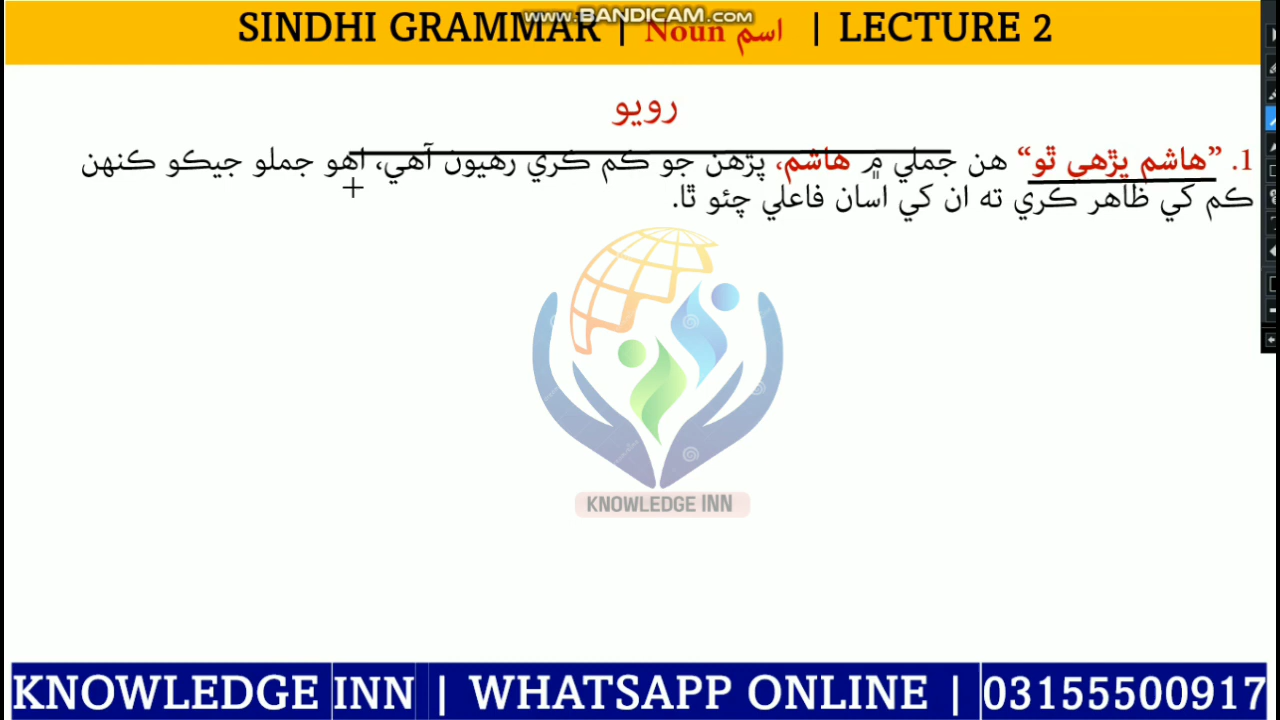 www.BANDICAM.com
SINDHI GRAMMAR | Noun اسم | LECTURE 2
رويو
1. ”هاشم پڙهي ٿو“ هن جملي ۾ هاشم، پڙهڻ جو ڪم ڪري رهيون آهي، اهو جملو جيڪو ڪنهن
ڪم کي ظاهر ڪري ته ان کي اسان فاعلي چئو ٿا.
KNOWLEDGE INN
KNOWLEDGE INN | WHATSAPP ONLINE | 03155500917